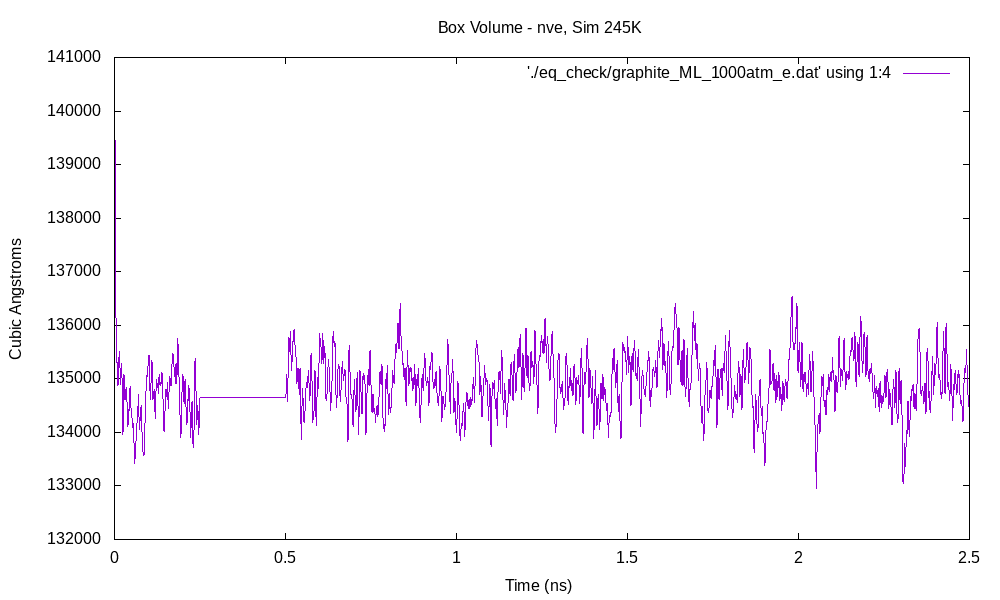 Box Volume - nve, Sim 245K
'./eq_check/graphite_ML_1000atm_e.dat' using 1:4
Cubic Angstroms
141000
140000
139000
138000
137000
136000
135000
134000
133000
132000
0 0.5 1 1.5 2 2.5
Time (ns)